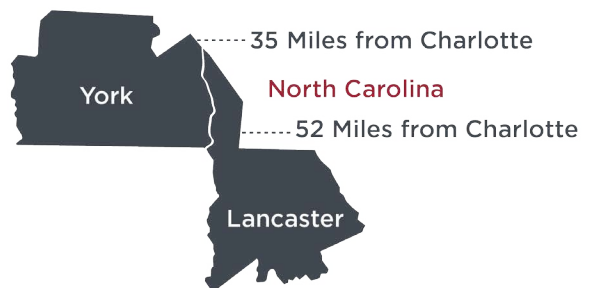 35 Miles from Charlotte
York
North Carolina
52 Miles from Charlotte
Lancaster